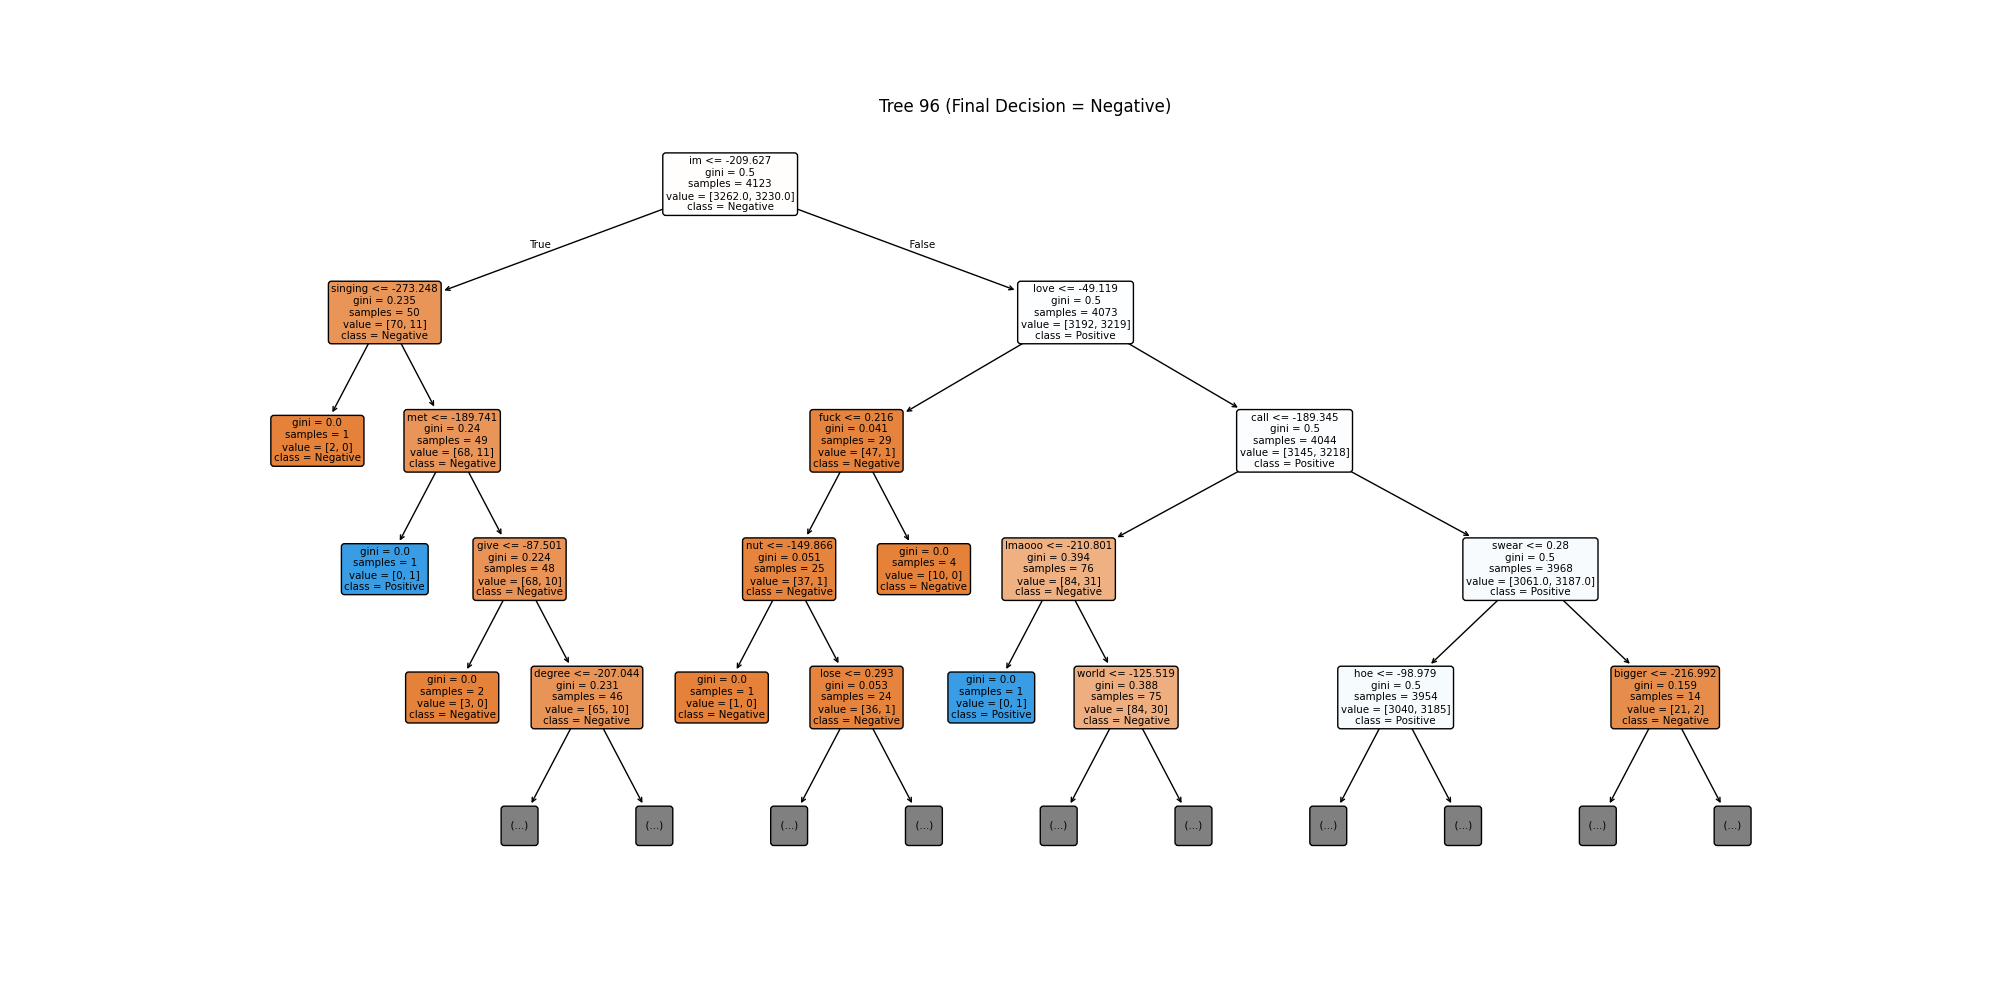 Tree 96 (Final Decision = Negative)
im <= -209.627
gini = 0.5
samples = 4123
value = [3262.0, 3230.0]
class = Negative
True
False
singing <= -273.248
gini = 0.235
samples = 50
value = [70, 11]
class = Negative
love <= -49.119
gini = 0.5
samples = 4073
value = [3192, 3219]
class = Positive
gini = 0.0
samples = 1
value = [2, 0]
class = Negative
met <= -189.741
gini = 0.24
samples = 49
value = [68, 11]
class = Negative
fuck <= 0.216
gini = 0.041
samples = 29
value = [47, 1]
class = Negative
call <= -189.345
gini = 0.5
samples = 4044
value = [3145, 3218]
class = Positive
gini = 0.0
samples = 1
value = [0, 1]
class = Positive
give <= -87.501
gini = 0.224
samples = 48
value = [68, 10]
class = Negative
nut <= -149.866
gini = 0.051
samples = 25
value = [37, 1]
class = Negative
gini = 0.0
samples = 4
value = [10, 0]
class = Negative
lmaooo <= -210.801
gini = 0.394
samples = 76
value = [84, 31]
class = Negative
swear <= 0.28
gini = 0.5
samples = 3968
value = [3061.0, 3187.0]
class = Positive
gini = 0.0
samples = 2
value = [3, 0]
class = Negative
degree <= -207.044
gini = 0.231
samples = 46
value = [65, 10]
class = Negative
gini = 0.0
samples = 1
value = [1, 0]
class = Negative
lose <= 0.293
gini = 0.053
samples = 24
value = [36, 1]
class = Negative
gini = 0.0
samples = 1
value = [0, 1]
class = Positive
world <= -125.519
gini = 0.388
samples = 75
value = [84, 30]
class = Negative
hoe <= -98.979
gini = 0.5
samples = 3954
value = [3040, 3185]
class = Positive
bigger <= -216.992
gini = 0.159
samples = 14
value = [21, 2]
class = Negative
(...)
(...)
(...)
(...)
(...)
(...)
(...)
(...)
(...)
(...)